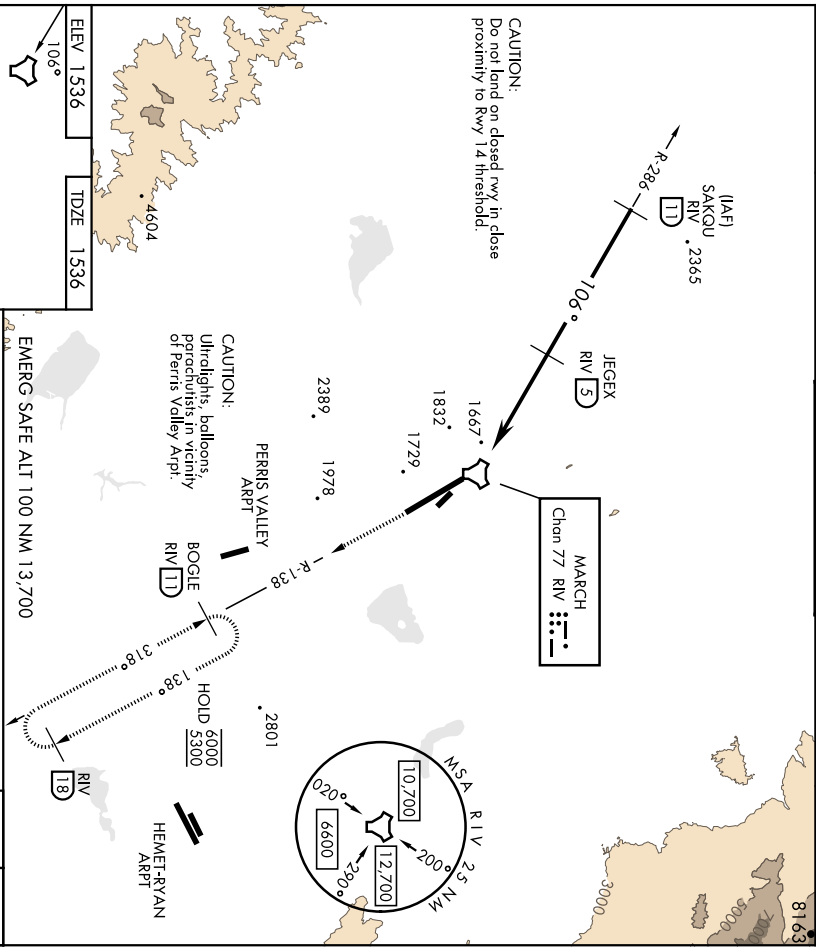 8163
(IAF)
SAKQU
RIV
11
2365
R-286
106°
JEGEX
RIV 5
CAUTION:
Do not land on closed rwy in close
proximity to Rwy 14 threshold.
1667
1832
1729
2389
1978
4604
MARCH
Chan 77 RIV
R-138
PERRIS VALLEY
ARPT
CAUTION:
Ultralights, balloons,
parachutists in vicinity
of Perris Valley Arpt.
BOGLE
RIV 11
318°
138°
HOLD 6000
5300
2801
RIV
18
HEMET-RYAN
ARPT
MSA RIV 25 NM
10,700
12,700
6600
020°
200°
290°
3000
5000
7000
EMERG SAFE ALT 100 NM 13,700
ELEV 1536
TDZE 1536
106°